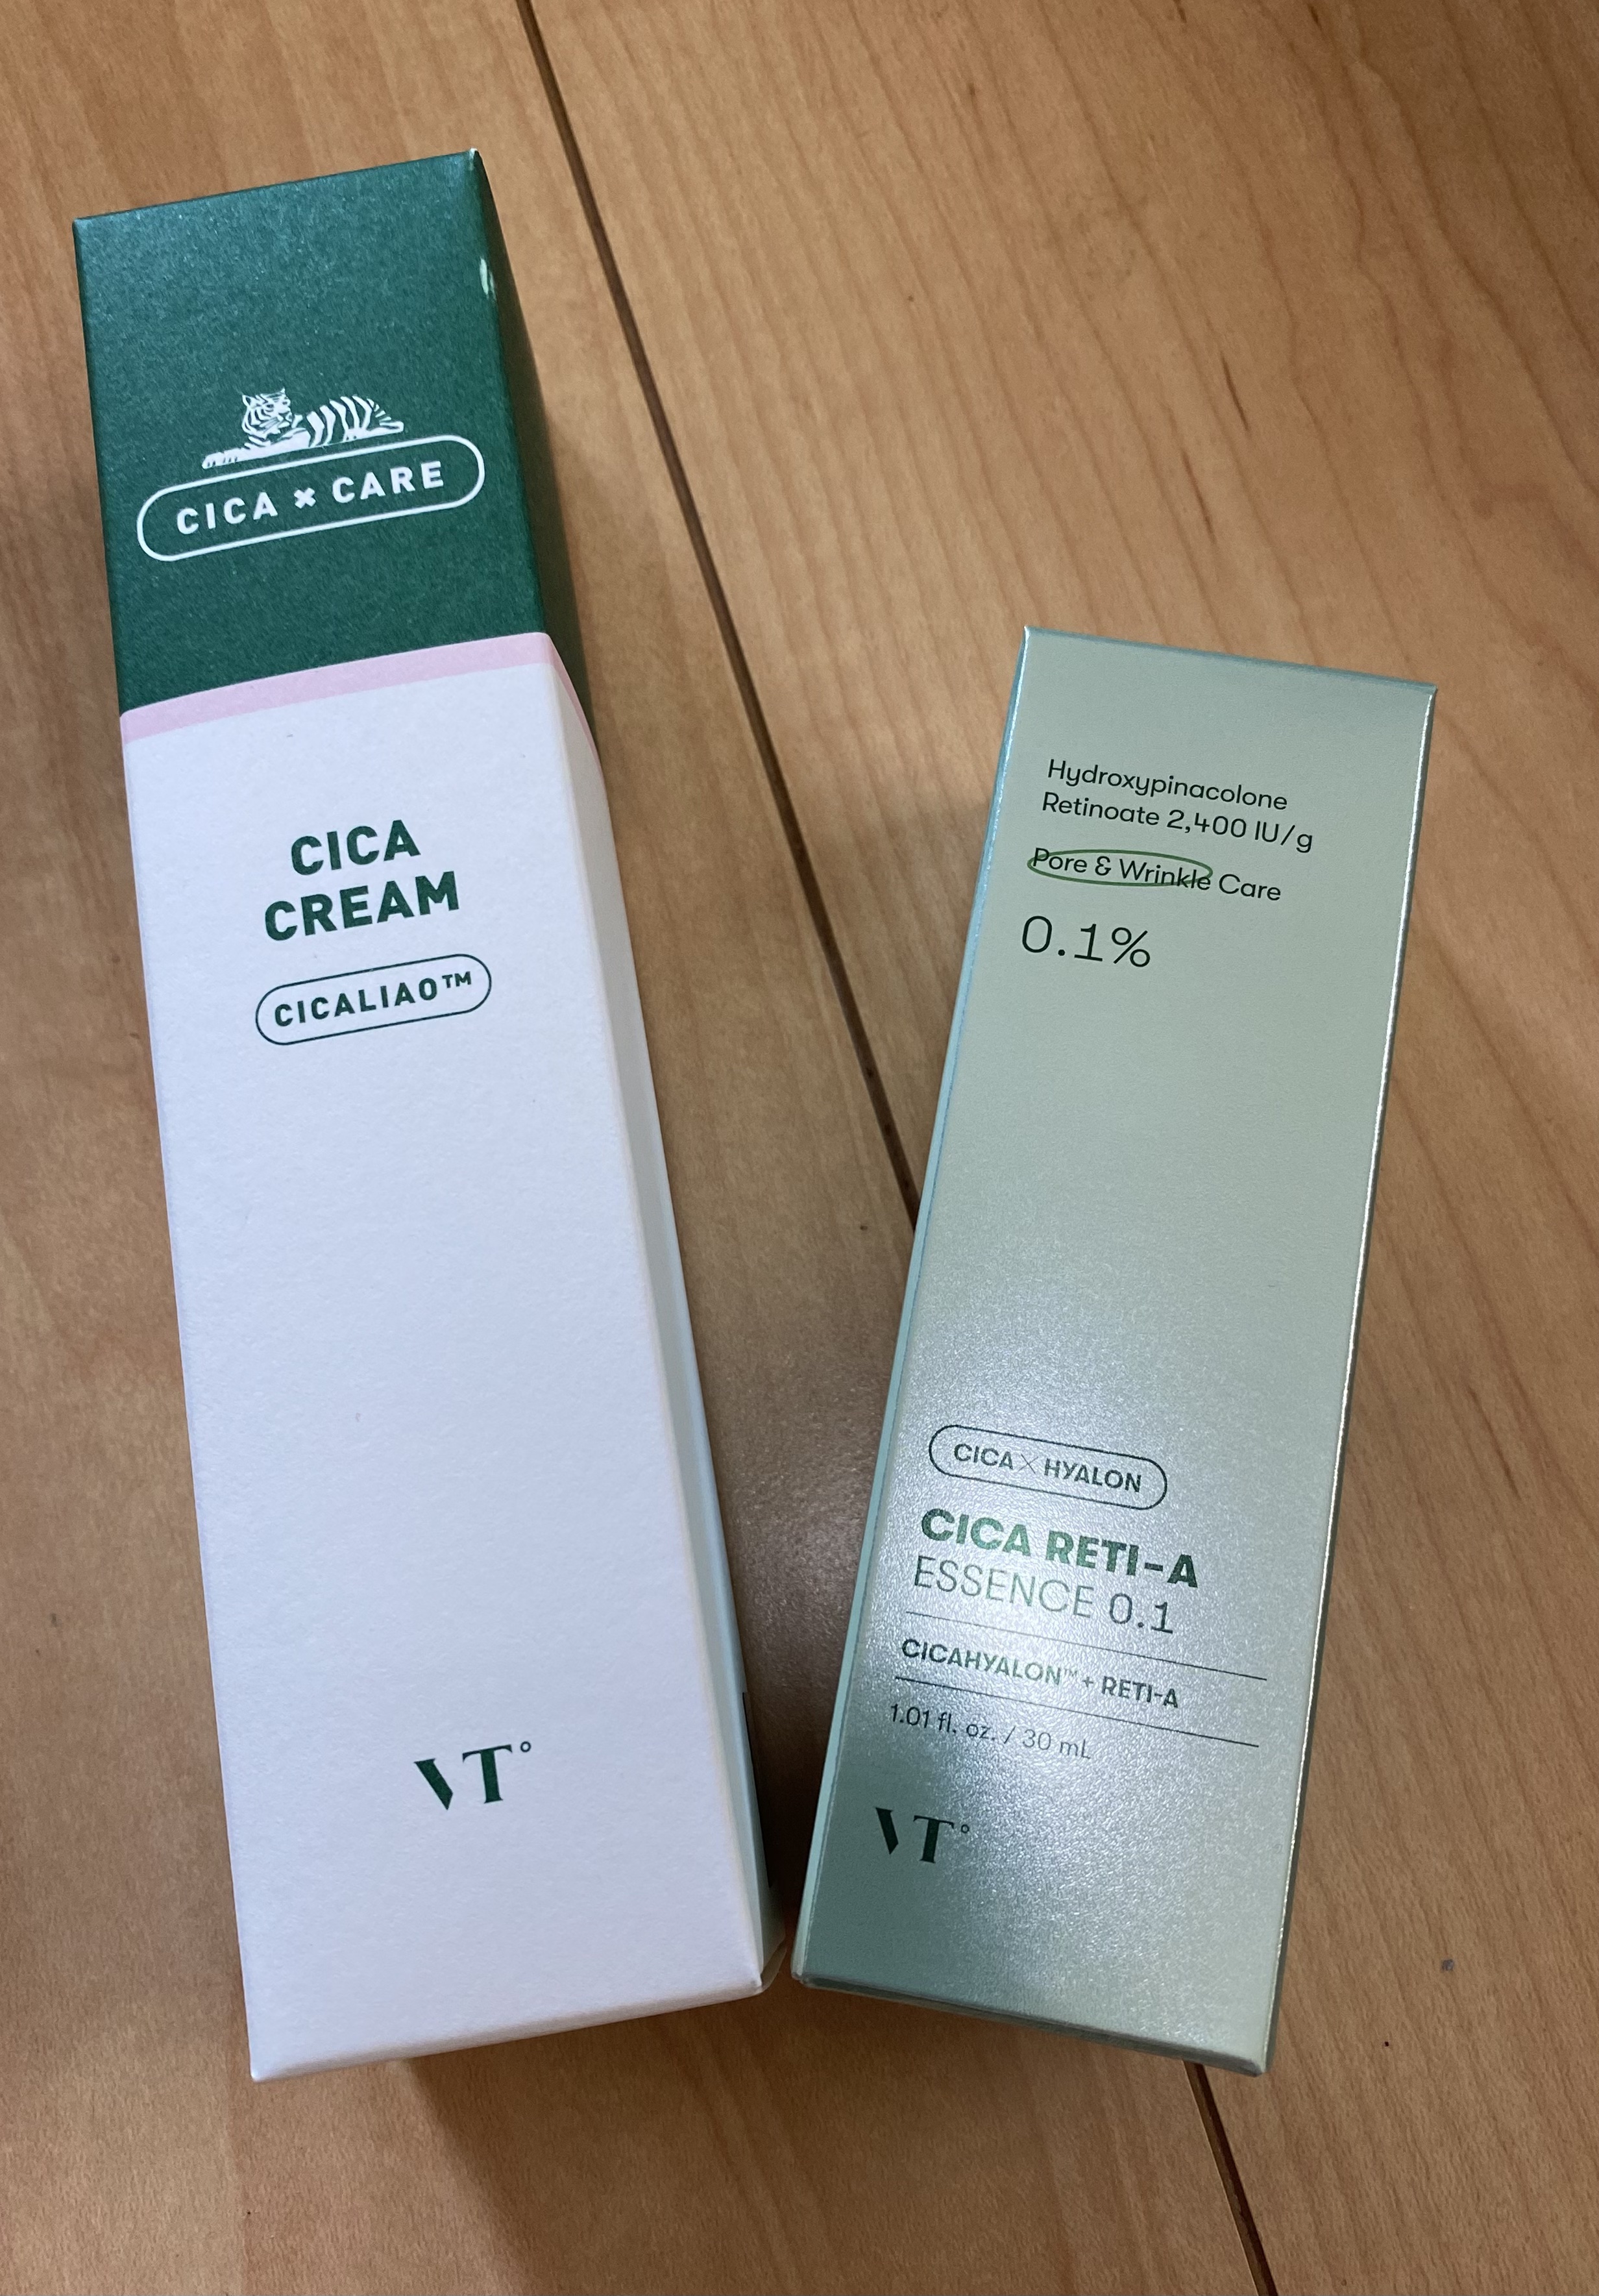 CICA × CARE
CICA
CREAM
CICALIAO™
VT°
Hydroxypinacolone
Retinoate 2,400 IU/g
Pore & Wrinkle Care
0.1%
CICA × HYALON
CICA RETI-A
ESSENCE 0.1
CICAHYALON™ + RETI-A
1.01 fl. oz. / 30 mL
VT°